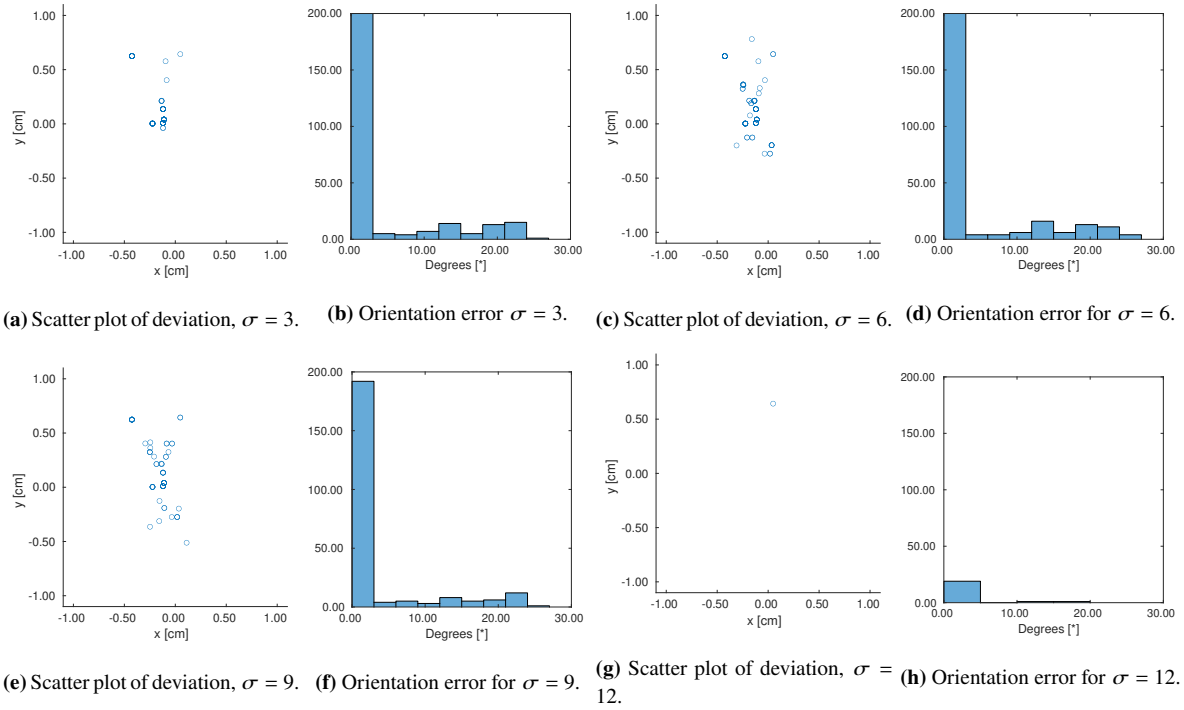 1.00
0.50
0.00
-0.50
-1.00
y [cm]
-1.00 -0.50 0.00 0.50 1.00
x [cm]
200.00
150.00
100.00
50.00
0.00
0.00 10.00 20.00 30.00
Degrees [*]
1.00
0.50
0.00
-0.50
-1.00
y [cm]
-1.00 -0.50 0.00 0.50 1.00
x [cm]
200.00
150.00
100.00
50.00
0.00
0.00 10.00 20.00 30.00
Degrees [*]
(a) Scatter plot of deviation, σ = 3.
(b) Orientation error σ = 3.
(c) Scatter plot of deviation, σ = 6.
(d) Orientation error for σ = 6.
1.00
0.50
0.00
-0.50
-1.00
y [cm]
-1.00 -0.50 0.00 0.50 1.00
x [cm]
200.00
150.00
100.00
50.00
0.00
0.00 10.00 20.00 30.00
Degrees [*]
1.00
0.50
0.00
-0.50
-1.00
y [cm]
-1.00 -0.50 0.00 0.50 1.00
x [cm]
200.00
150.00
100.00
50.00
0.00
0.00 10.00 20.00 30.00
Degrees [*]
(e) Scatter plot of deviation, σ = 9.
(f) Orientation error for σ = 9.
(g) Scatter plot of deviation, σ =
12.
(h) Orientation error for σ = 12.